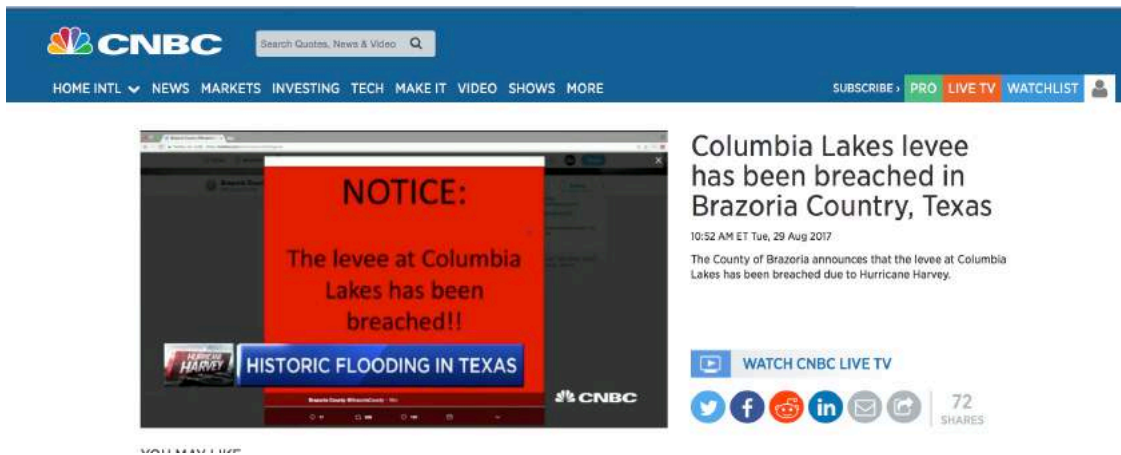 CNBC
Search Quotes, News & Video
HOME INTL NEWS MARKETS INVESTING TECH MAKE IT VIDEO SHOWS MORE
SUBSCRIBE › PRO LIVE TV WATCHLIST
NOTICE:
The levee at Columbia
Lakes has been
breached!!
HURRICANE
HARVEY
HISTORIC FLOODING IN TEXAS
CNBC
Columbia Lakes levee
has been breached in
Brazoria Country, Texas
10:52 AM ET Tue, 29 Aug 2017
The County of Brazoria announces that the levee at Columbia
Lakes has been breached due to Hurricane Harvey.
WATCH CNBC LIVE TV
72
SHARES
YOU MAY LIKE